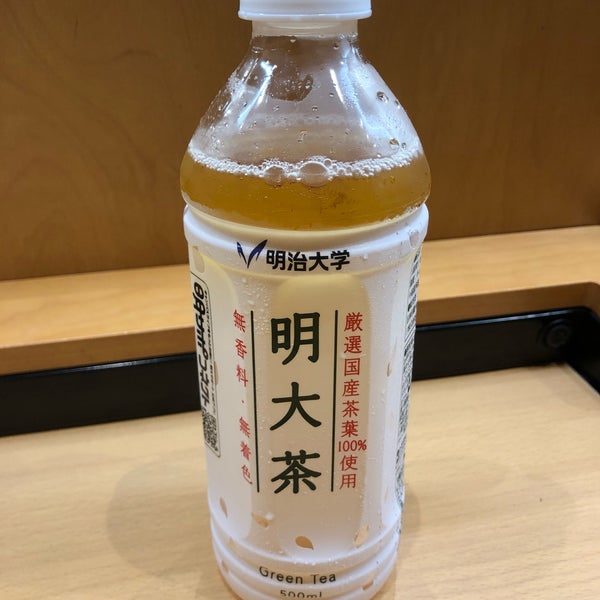 明治大学
厳選国産茶葉100%使用
明大茶
無香料・無着色
Green Tea
500ml